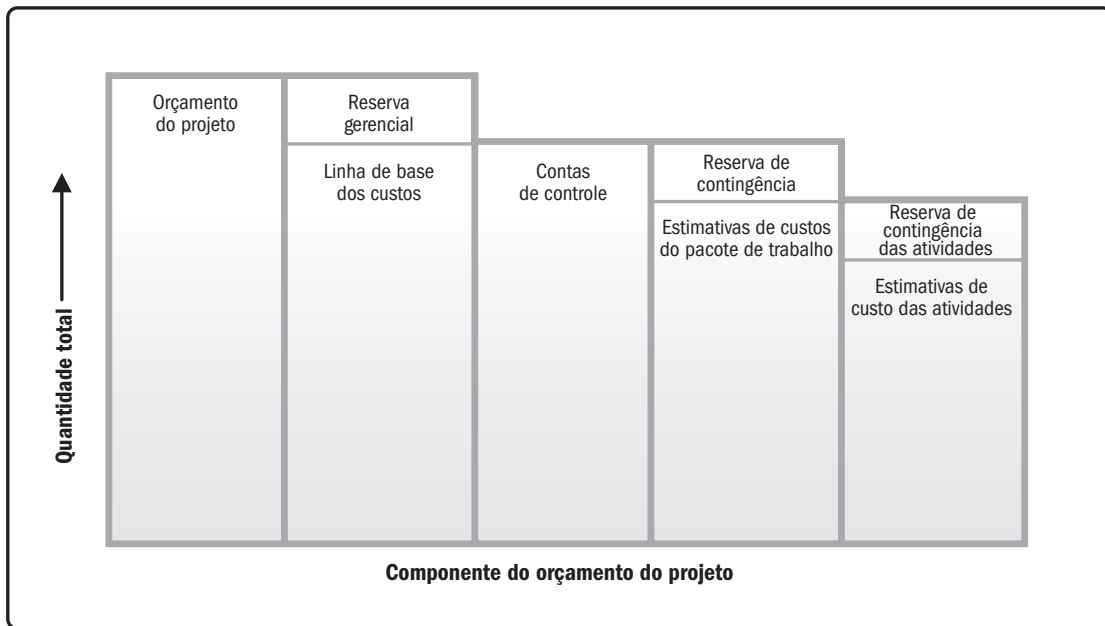 Orçamento
do projeto
Reserva
gerencial
Linha de base
dos custos
Contas
de controle
Reserva de
contingência
Estimativas de custos
do pacote de trabalho
Reserva de
contingência
das atividades
Estimativas de
custo das atividades
Quantidade total
Componente do orçamento do projeto